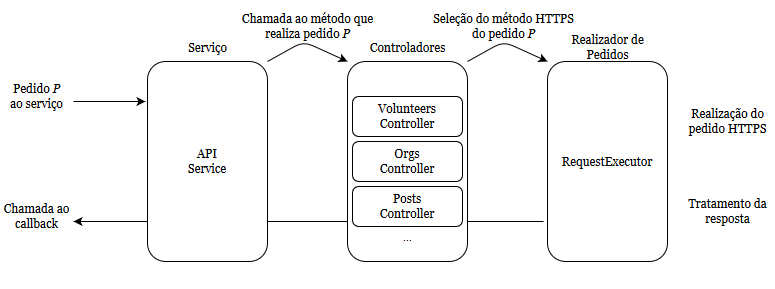 Chamada ao método que
realiza pedido P
Seleção do método HTTPS
do pedido P
Serviço
Controladores
Realizador de
Pedidos
Pedido P
ao serviço
Volunteers
Controller
Realização do
pedido HTTPS
API
Service
Orgs
Controller
RequestExecutor
Posts
Controller
Chamada ao
callback
Tratamento da
resposta
...